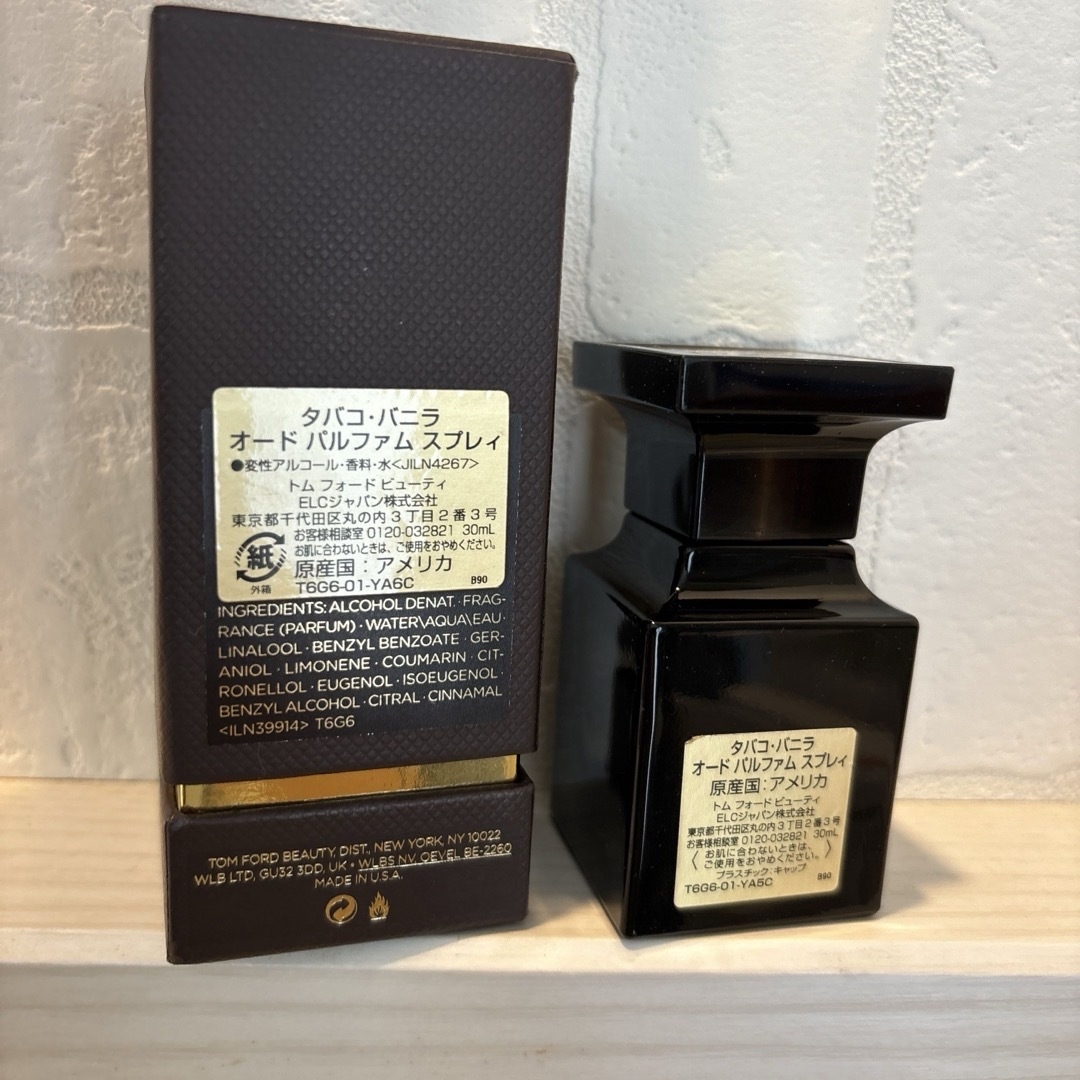 タバコ・バニラ
オード パルファム スプレィ
●変性アルコール・香料・水<JILN4267>
トム フォード ビューティ
ELCジャパン株式会社
東京都千代田区丸の内3丁目2番3号
お客様相談室 0120-032821 30mL
お肌に合わないときは、ご使用をおやめください。
紙
外箱
原産国：アメリカ
T6G6-01-YA6C
B90
INGREDIENTS: ALCOHOL DENAT. · FRAG-
RANCE (PARFUM) · WATER\AQUA\EAU ·
LINALOOL · BENZYL BENZOATE · GER-
ANIOL · LIMONENE · COUMARIN · CIT-
RONELLOL · EUGENOL · ISOEUGENOL ·
BENZYL ALCOHOL · CITRAL · CINNAMAL
<ILN39914> T6G6
TOM FORD BEAUTY, DIST., NEW YORK, NY 10022
WLB LTD, GU32 3DD, UK • WLBS NV, OEVEL, BE-2260
MADE IN U.S.A.
タバコ・バニラ
オード パルファム スプレィ
原産国：アメリカ
トム フォード ビューティ
ELCジャパン株式会社
東京都千代田区丸の内3丁目2番3号
お客様相談室 0120-032821 30mL
〈 お肌に合わないときは、
ご使用をおやめください。 〉
プラスチック：キャップ
T6G6-01-YA5C
B90